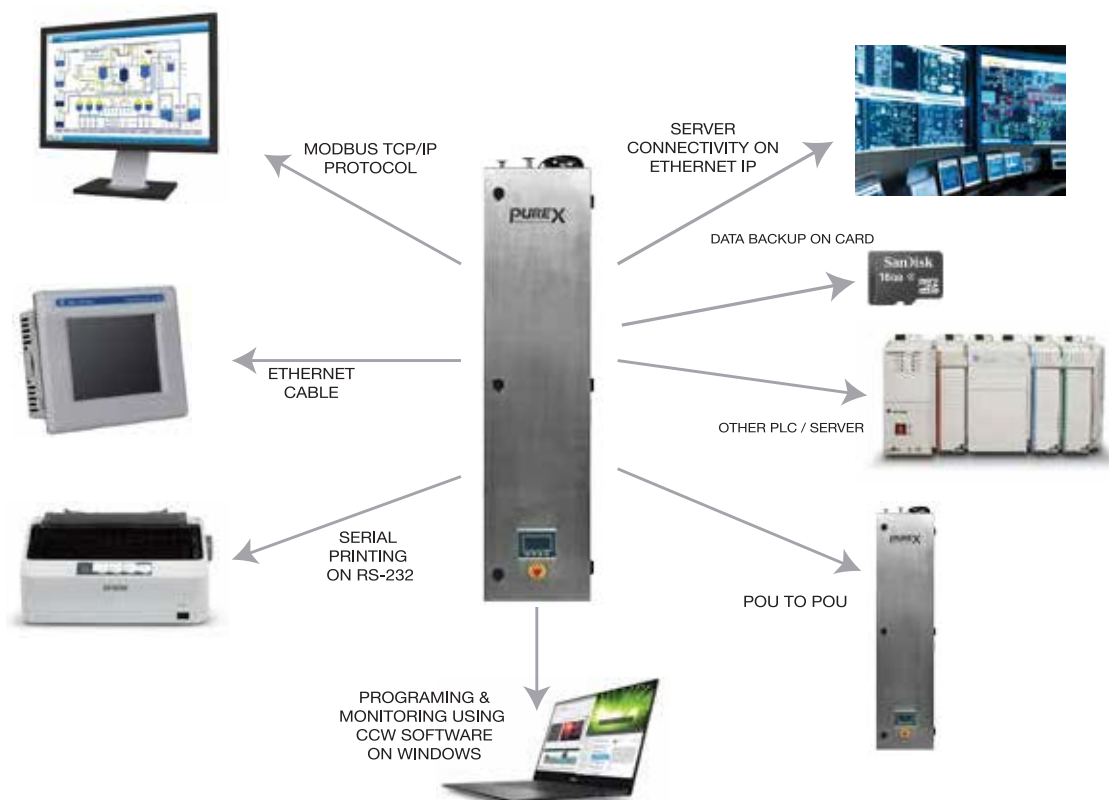 MODBUS TCP/IP
PROTOCOL
SERVER
CONNECTIVITY ON
ETHERNET IP
PUREX
DATA BACKUP ON CARD
SanDisk
16GB
ETHERNET
CABLE
OTHER PLC / SERVER
SERIAL
PRINTING
ON RS-232
EPSON
PUREX
POU TO POU
PROGRAMING &
MONITORING USING
CCW SOFTWARE
ON WINDOWS